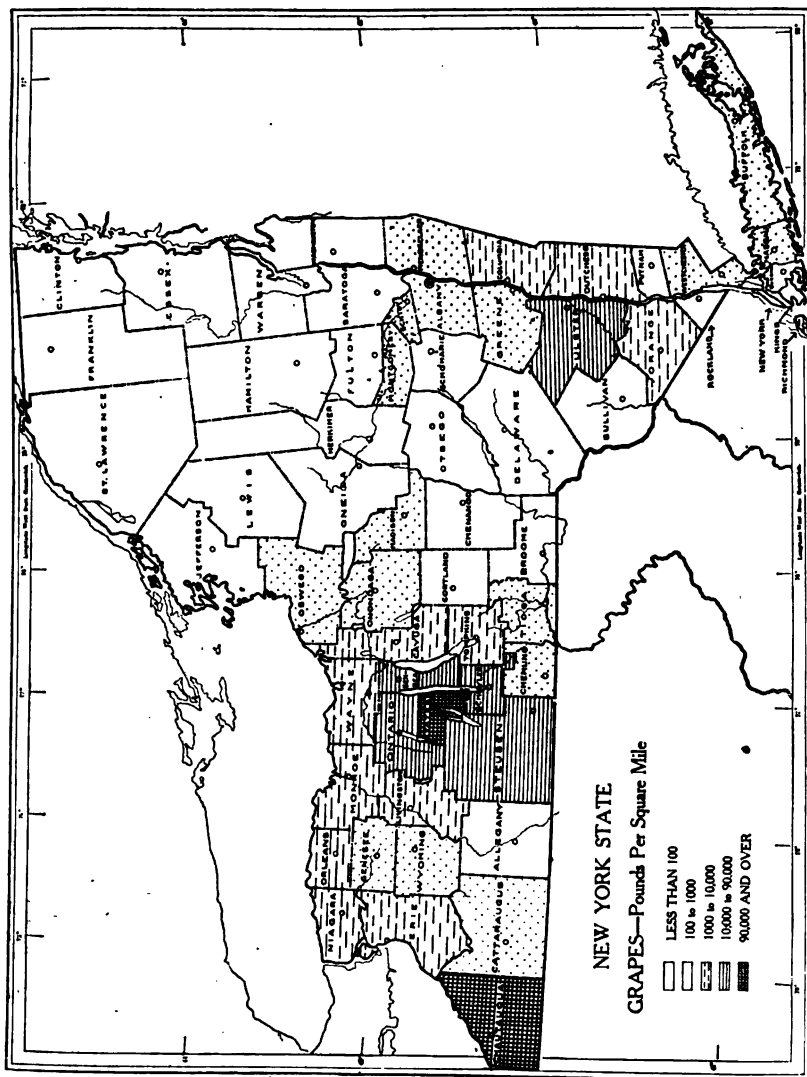 NEW YORK STATE
GRAPES—Pounds Per Square Mile
LESS THAN 100
100 to 1000
1000 to 10,000
10,000 to 90,000
90,000 AND OVER
CLINTON
FRANKLIN
ST. LAWRENCE
ESSEX
WARREN
HAMILTON
LEWIS
JEFFERSON
SARATOGA
FULTON
HERKIMER
ONEIDA
OSWEGO
MONTGOMERY
ALBANY
SCHOHARIE
OTSEGO
MADISON
ONONDAGA
CAYUGA
WAYNE
MONROE
ORLEANS
NIAGARA
GENESEE
ERIE
WYOMING
LIVINGSTON
ONTARIO
GREENE
DELAWARE
CHENANGO
CORTLAND
TOMPKINS
BROOME
TIOGA
CHEMUNG
STEUBEN
ALLEGANY
CATTARAUGUS
CHAUTAUQUA
ULSTER
DUTCHESS
SULLIVAN
ORANGE
PUTNAM
ROCKLAND
NEW YORK
KINGS
RICHMOND
SUFFOLK